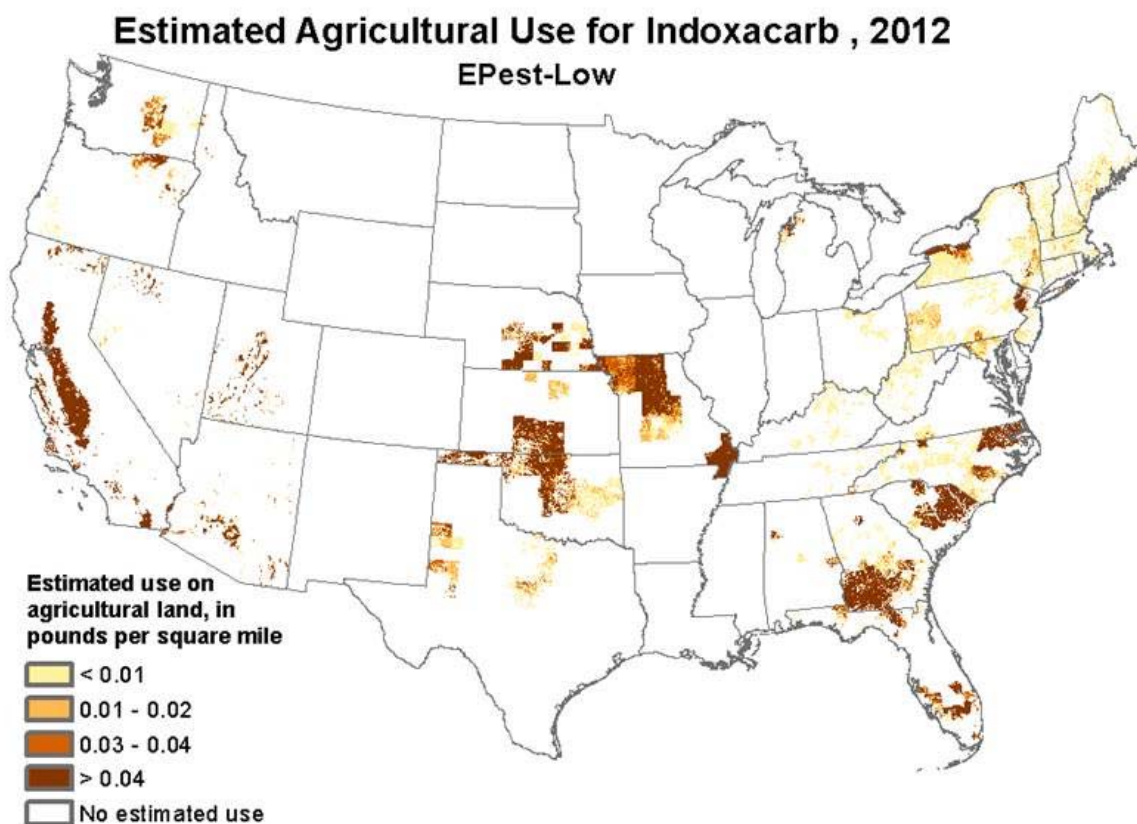 Estimated Agricultural Use for Indoxacarb , 2012
EPest-Low
Estimated use on
agricultural land, in
pounds per square mile
< 0.01
0.01 - 0.02
0.03 - 0.04
> 0.04
No estimated use